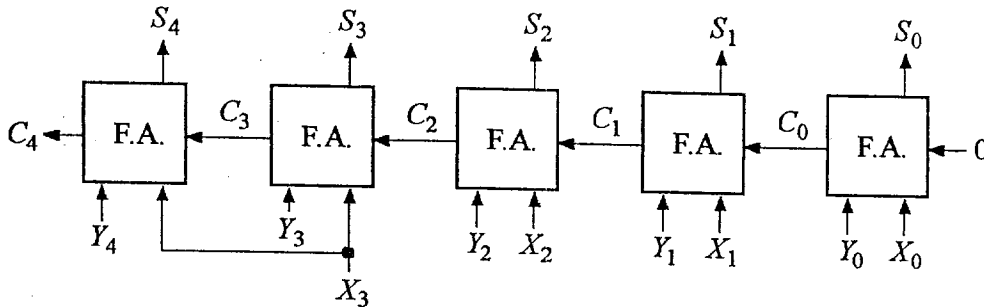 S4 S3 S2 S1 S0
C4 F.A. C3 F.A. C2 F.A. C1 F.A. C0 F.A. 0
Y4 Y3 Y2 X2 Y1 X1 Y0 X0
X3